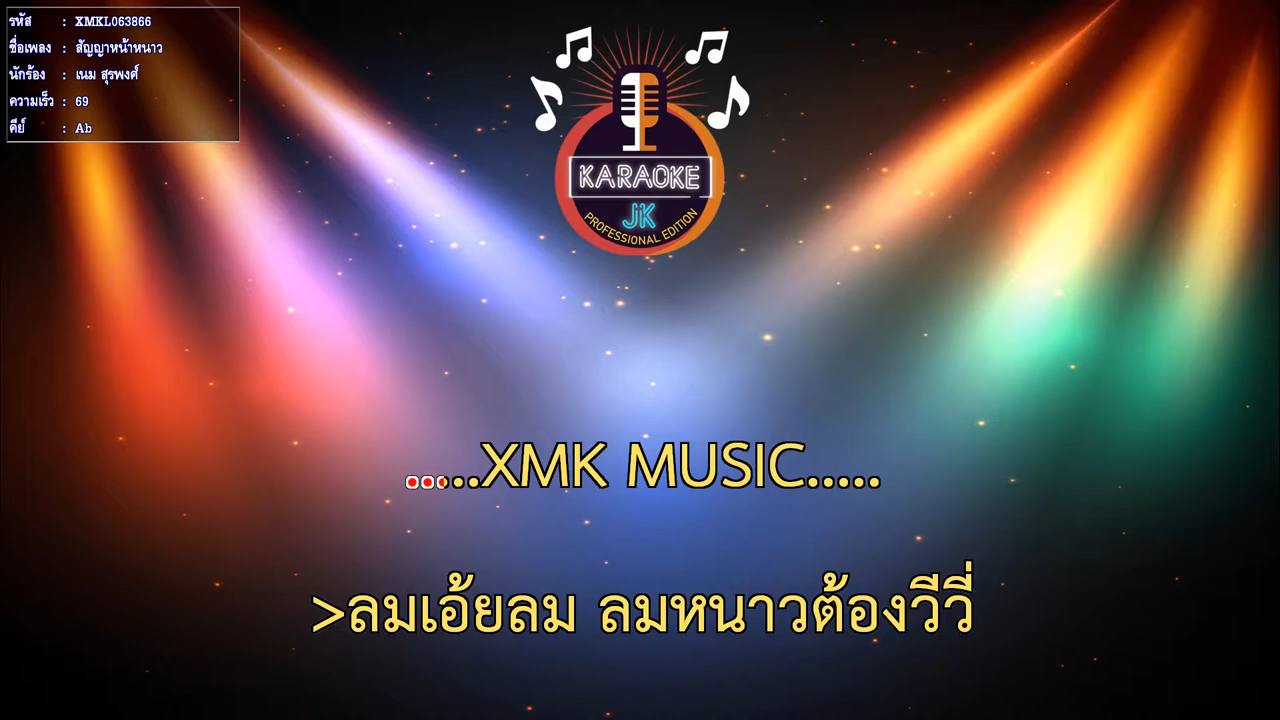 รหัส : XMKL063866
ชื่อเพลง : สัญญาหน้าหนาว
นักร้อง : เนม สุรพงศ์
ความเร็ว : 69
คีย์ : Ab
KARAOKE
JK
PROFESSIONAL EDITION
.....XMK MUSIC.....
>ลมเอ้ยลม ลมหนาวต้องวีวี่